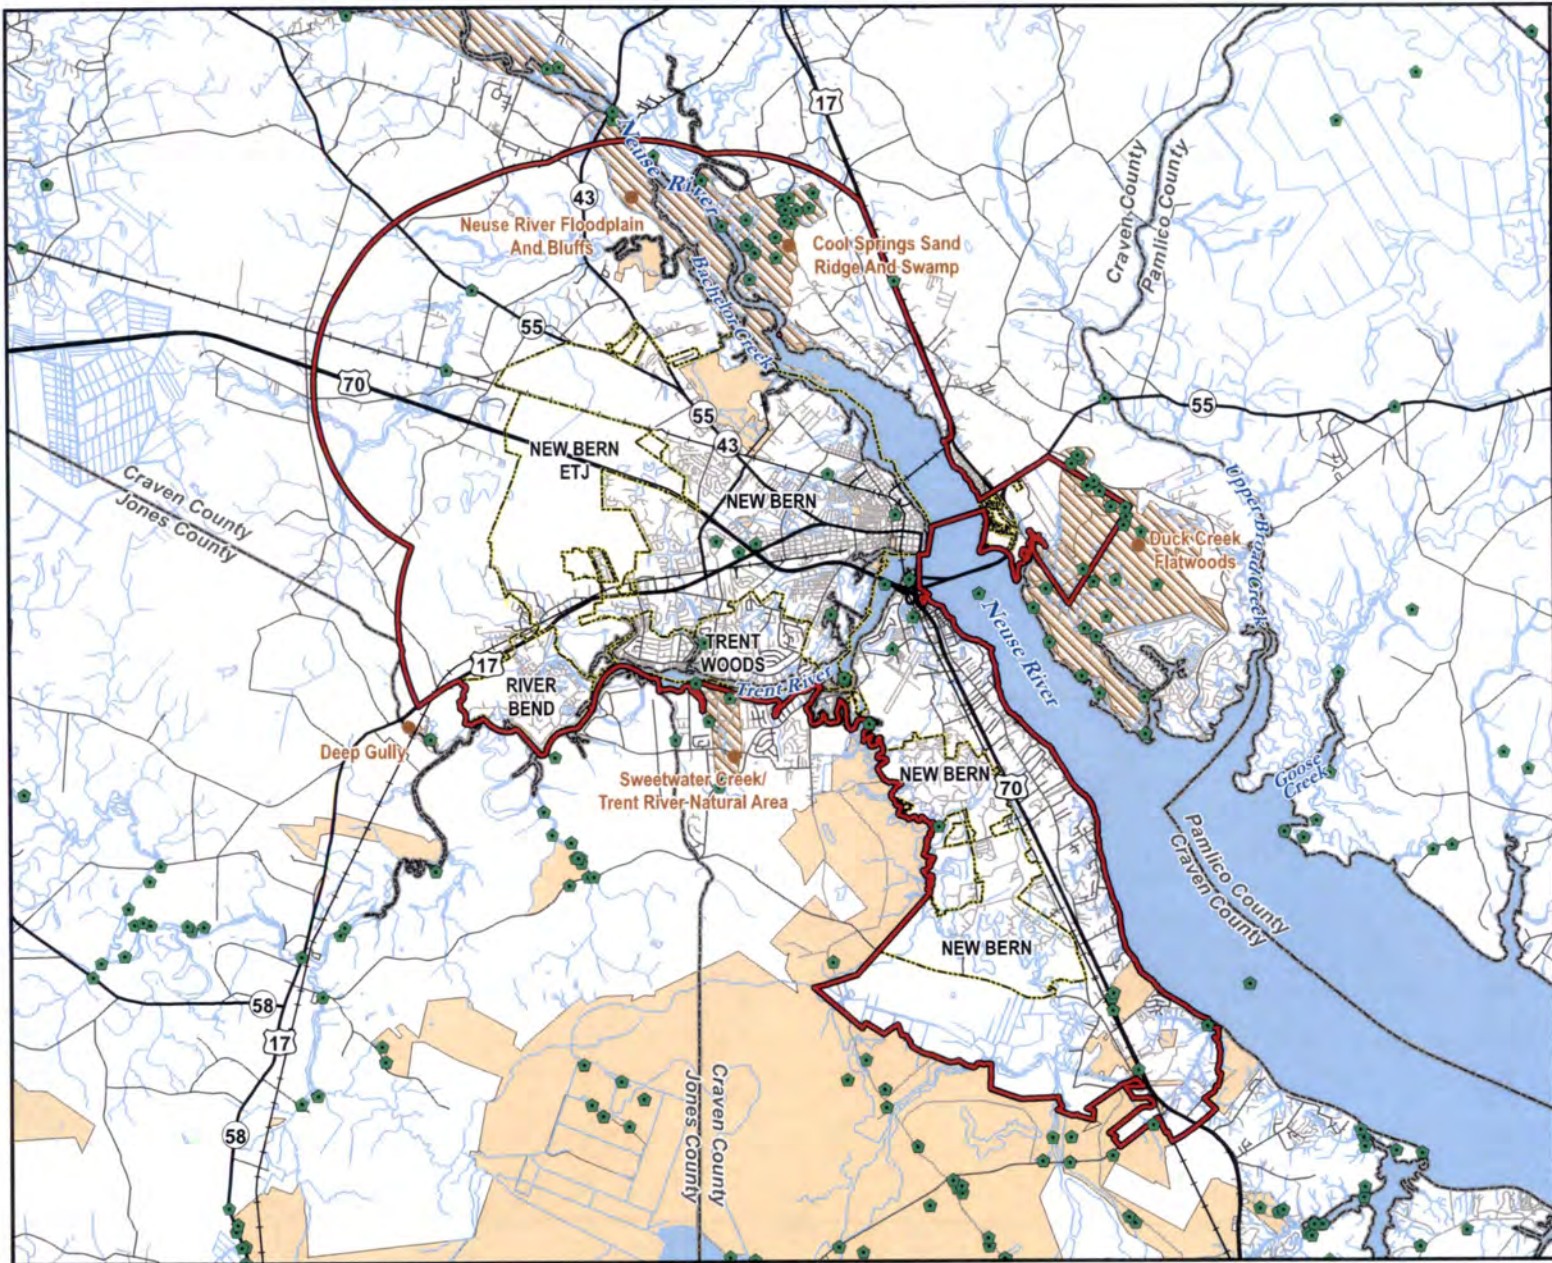 17
Neuse River
43
Neuse River Floodplain
And Bluffs
Cool Springs Sand
Ridge And Swamp
Craven County
Pamlico County
Bachelor Creek
55
70
55
55
43
NEW BERN
ETJ
NEW BERN
Craven County
Jones County
Upper Broad Creek
Duck Creek
Flatwoods
Neuse River
TRENT
WOODS
17
Trent River
RIVER
BEND
Deep Gully
Sweetwater Creek/
Trent River Natural Area
NEW BERN
70
Goose
Creek
Pamlico County
Craven County
NEW BERN
58
17
58
Craven County
Jones County